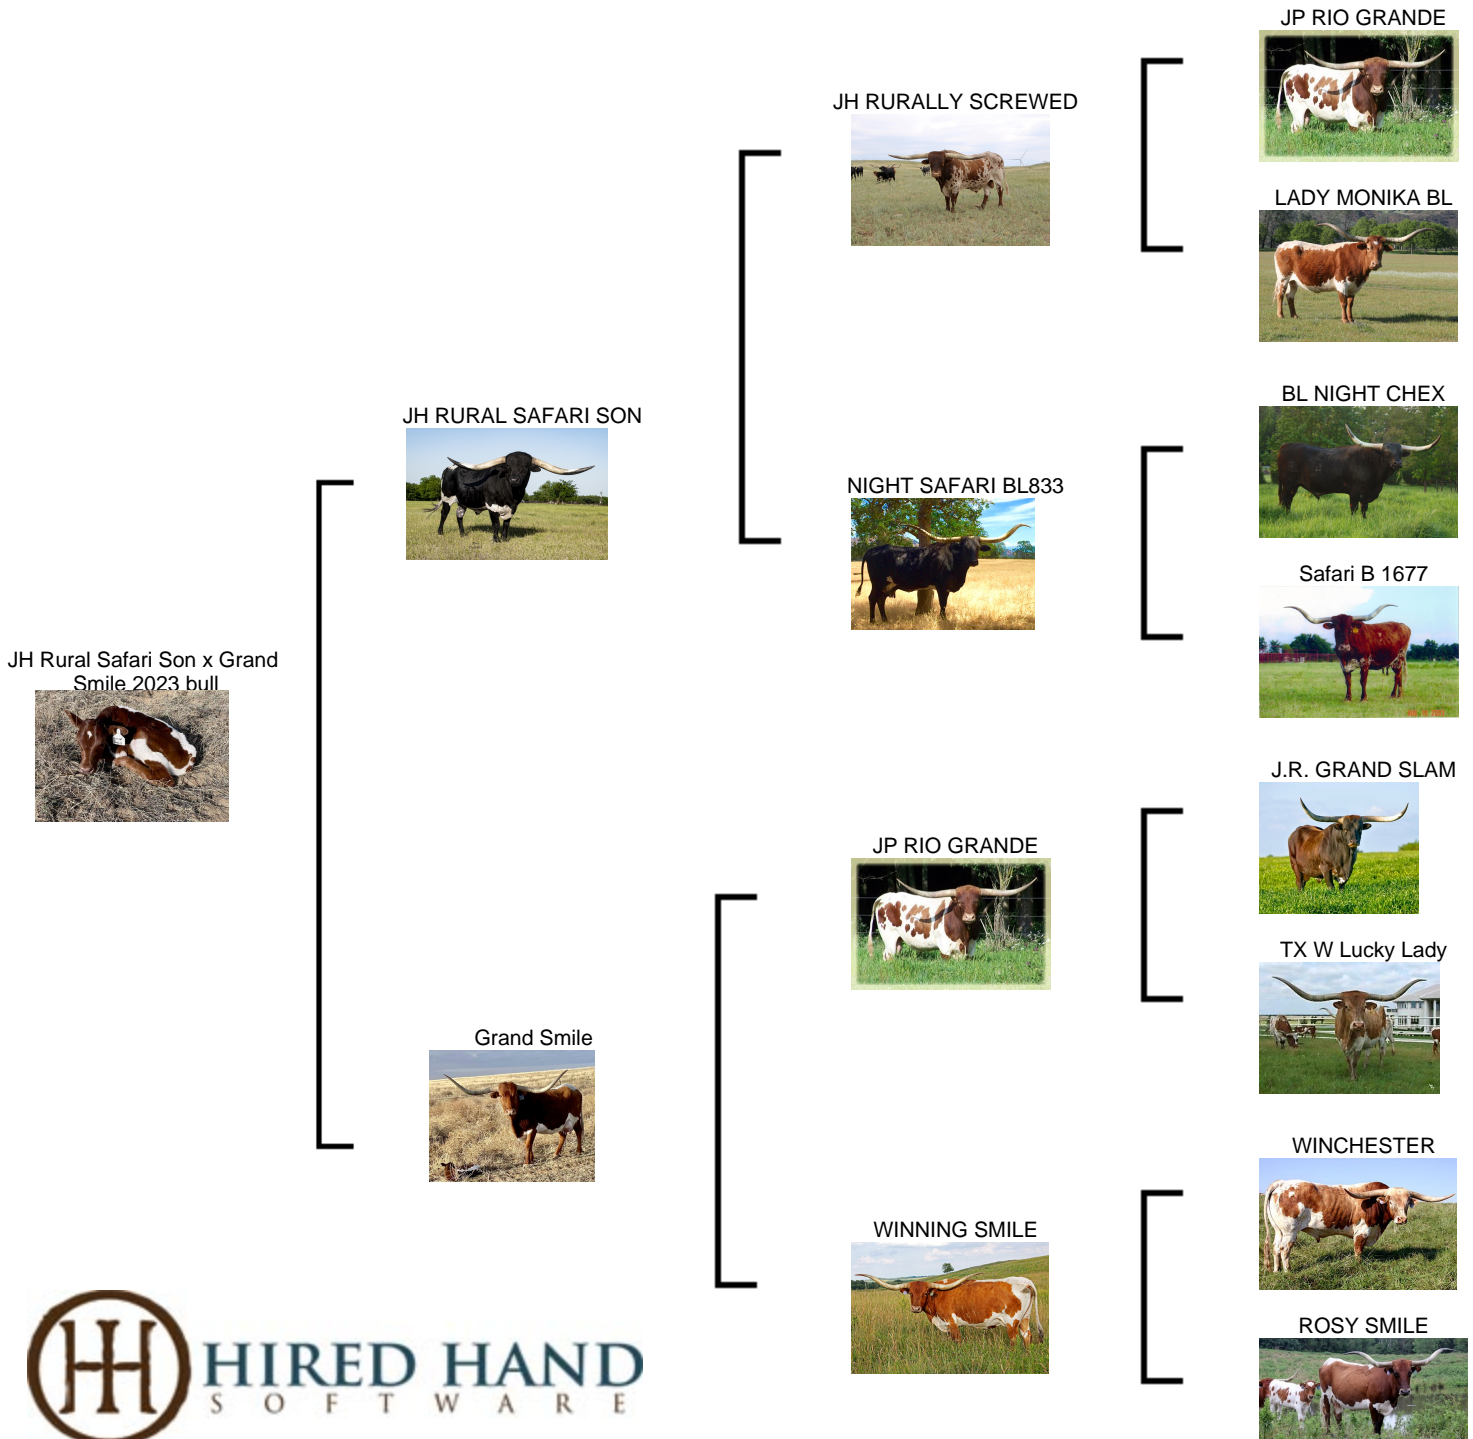 JP RIO GRANDE
JH RURALLY SCREWED
LADY MONIKA BL
BL NIGHT CHEX
JH RURAL SAFARI SON
NIGHT SAFARI BL833
Safari B 1677
JH Rural Safari Son x Grand
Smile 2023 bull
J.R. GRAND SLAM
JP RIO GRANDE
TX W Lucky Lady
Grand Smile
WINCHESTER
WINNING SMILE
ROSY SMILE
HIRED HAND
SOFTWARE